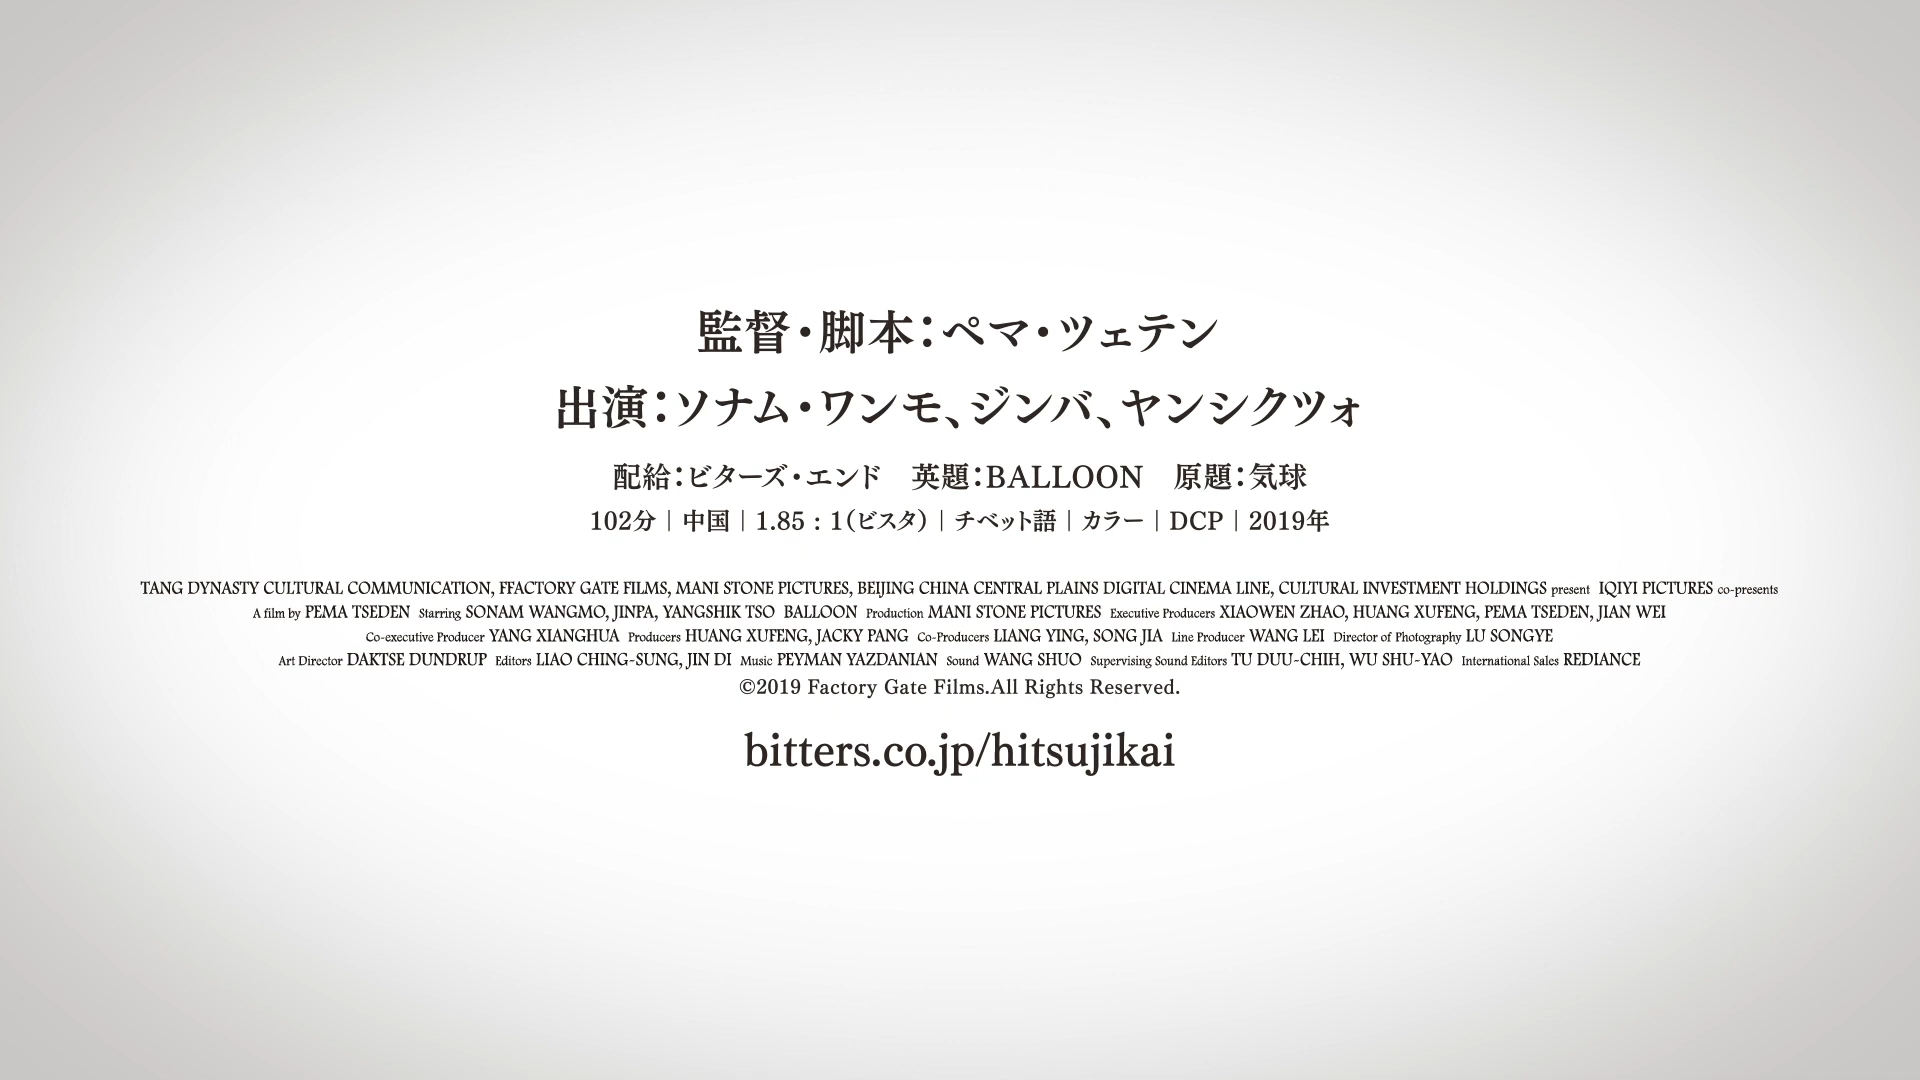 監督・脚本：ペマ・ツェテン
出演：ソナム・ワンモ、ジンバ、ヤンシクツォ
配給：ビターズ・エンド　英題：BALLOON　原題：気球
102分｜中国｜1.85：1（ビスタ）｜チベット語｜カラー｜DCP｜2019年
TANG DYNASTY CULTURAL COMMUNICATION, FFACTORY GATE FILMS, MANI STONE PICTURES, BEIJING CHINA CENTRAL PLAINS DIGITAL CINEMA LINE, CULTURAL INVESTMENT HOLDINGS present IQIYI PICTURES co-presents
A film by PEMA TSEDEN Starring SONAM WANGMO, JINPA, YANGSHIK TSO BALLOON Production MANI STONE PICTURES Executive Producers XIAOWEN ZHAO, HUANG XUFENG, PEMA TSEDEN, JIAN WEI
Co-executive Producer YANG XIANGHUA Producers HUANG XUFENG, JACKY PANG Co-Producers LIANG YING, SONG JIA Line Producer WANG LEI Director of Photography LU SONGYE
Art Director DAKTSE DUNDRUP Editors LIAO CHING-SUNG, JIN DI Music PEYMAN YAZDANIAN Sound WANG SHUO Supervising Sound Editors TU DUU-CHIH, WU SHU-YAO International Sales REDIANCE
©2019 Factory Gate Films.All Rights Reserved.
bitters.co.jp/hitsujikai